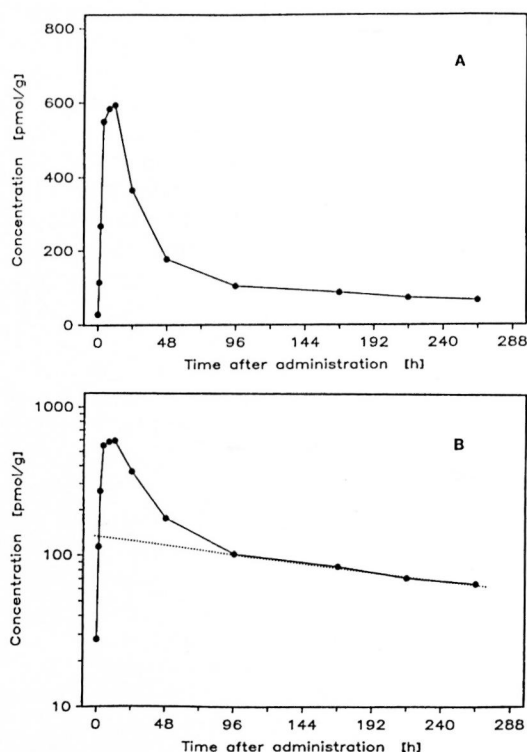 800
A
600
400
200
0
Concentration [pmol/g]
0 48 96 144 192 240 288
Time after administration [h]
1000
B
100
10
Concentration [pmol/g]
0 48 96 144 192 240 288
Time after administration [h]